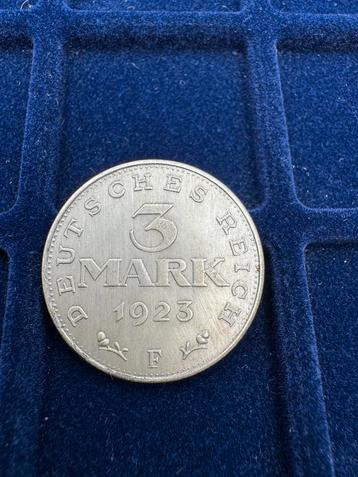 DEUTSCHES REICH
3
MARK
1923
F